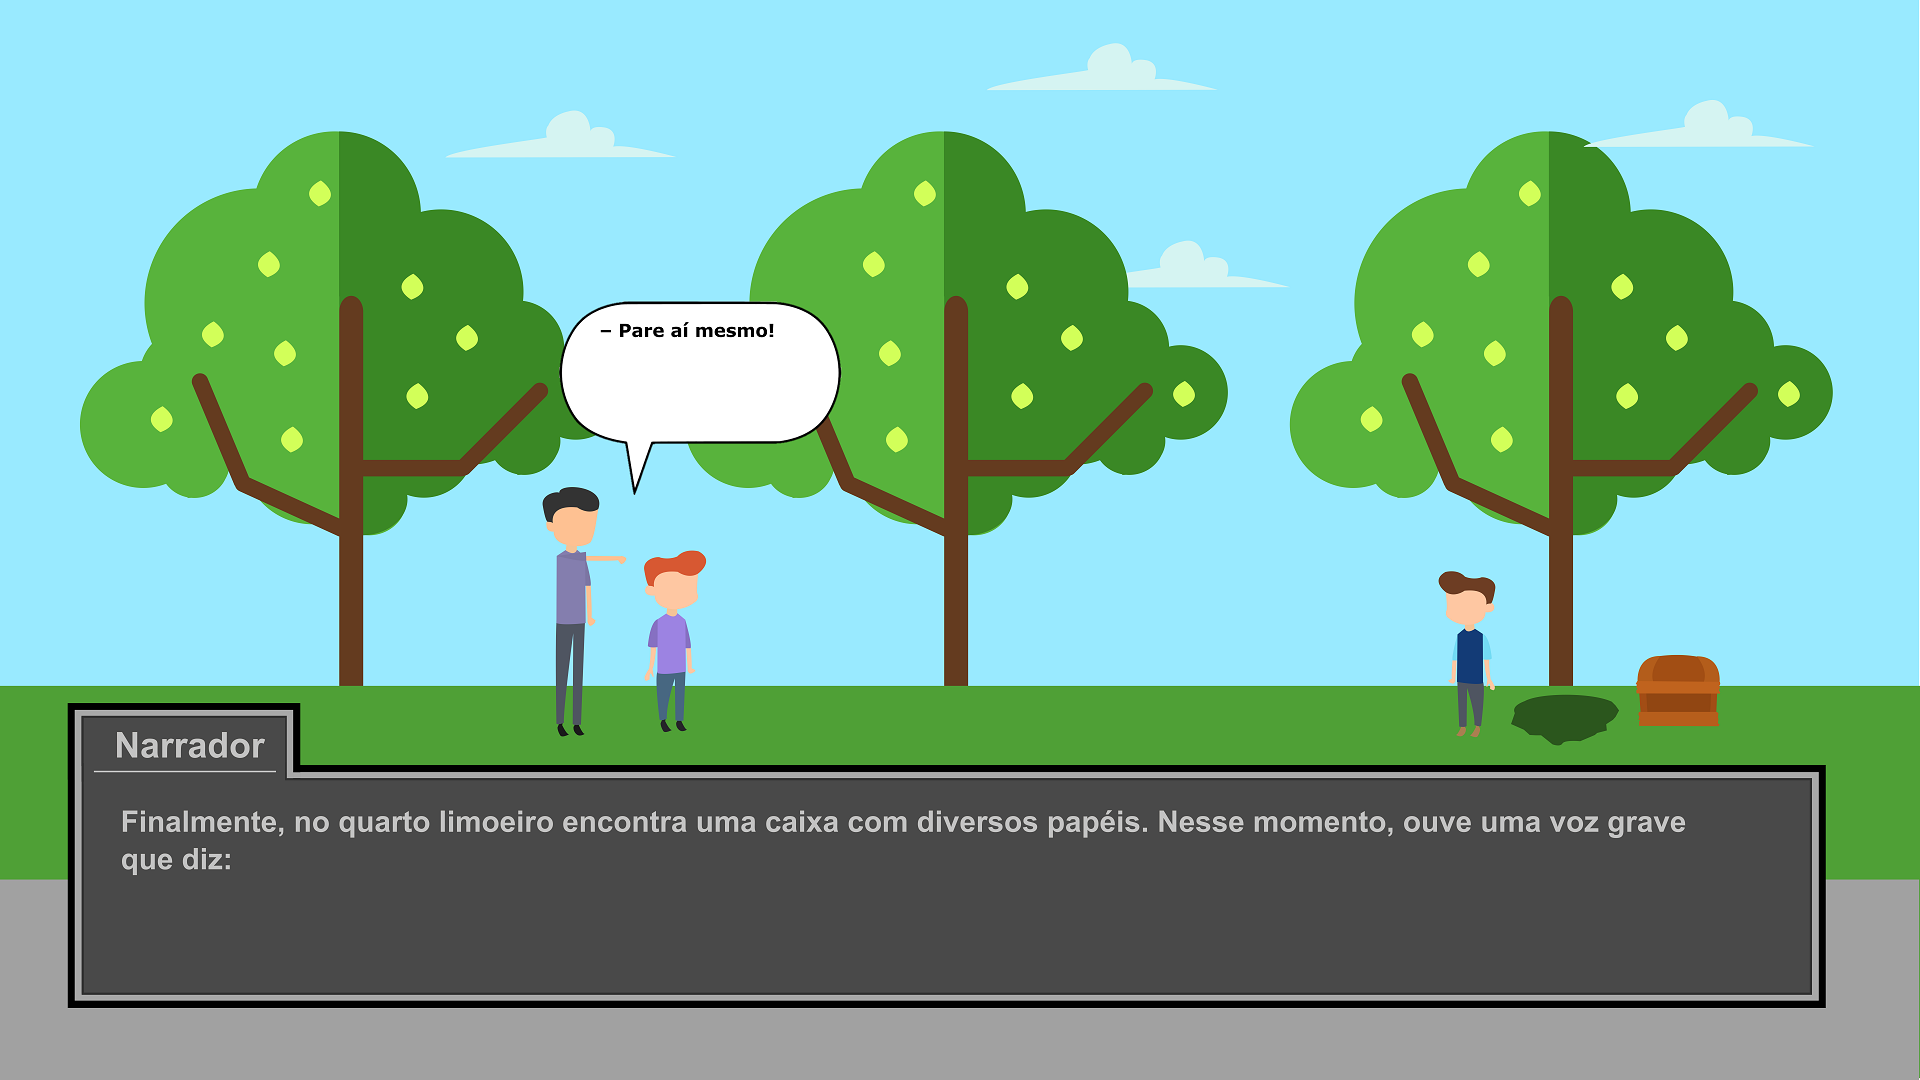 – Pare aí mesmo!
Narrador
Finalmente, no quarto limoeiro encontra uma caixa com diversos papéis. Nesse momento, ouve uma voz grave
que diz: